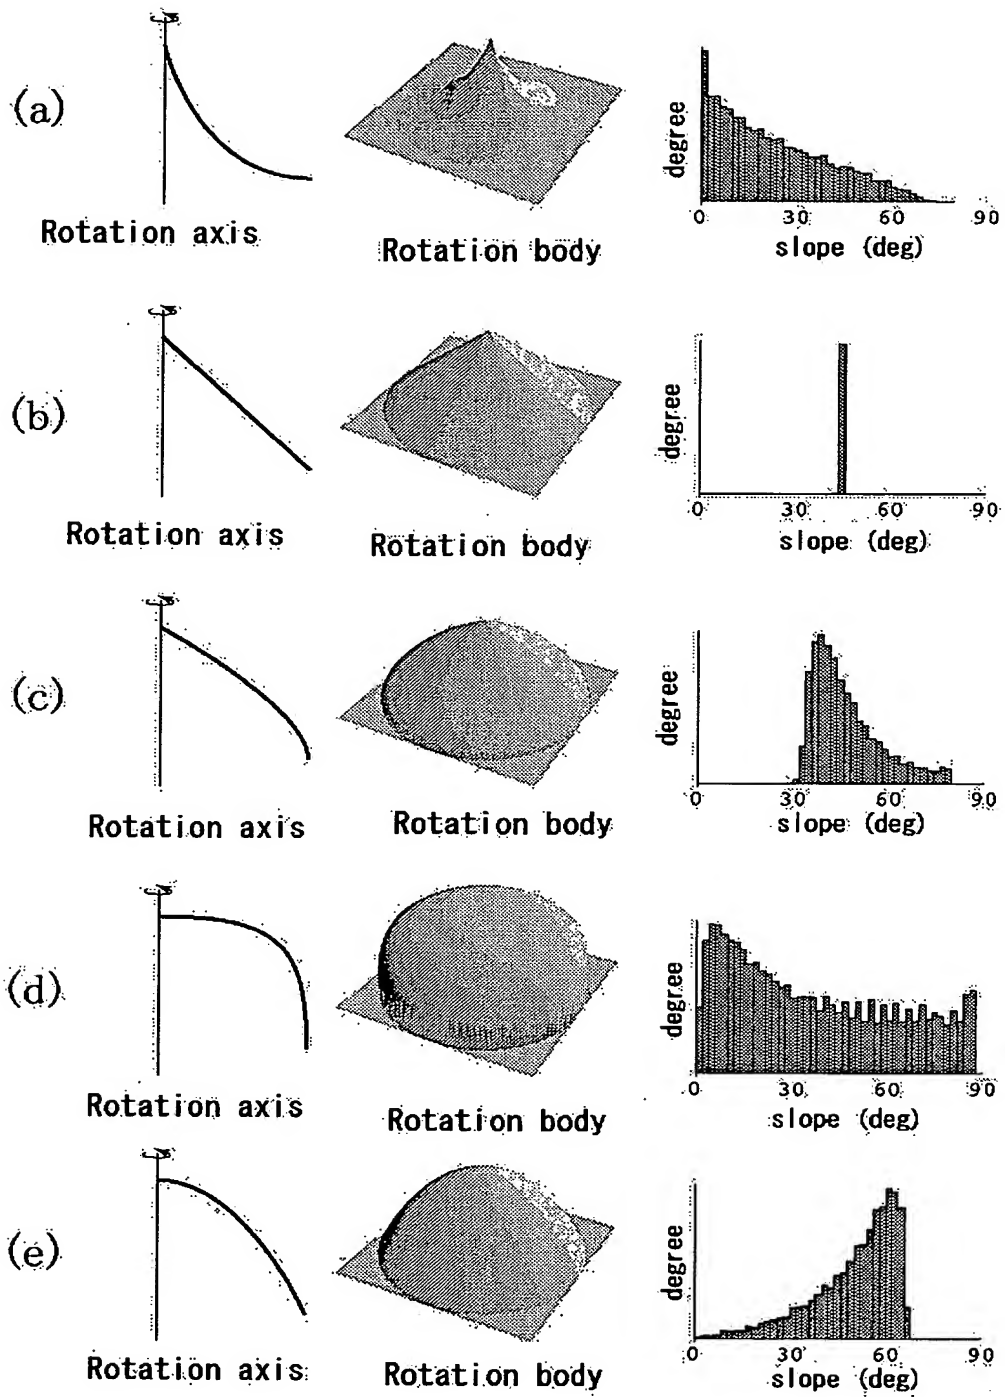 (a)
Rotation axis
Rotation body
degree
0 30 60 90
slope (deg)
(b)
Rotation axis
Rotation body
degree
0 30 60 90
slope (deg)
(c)
Rotation axis
Rotation body
degree
0 30 60 90
slope (deg)
(d)
Rotation axis
Rotation body
degree
0 30 60 90
slope (deg)
(e)
Rotation axis
Rotation body
degree
0 30 60 90
slope (deg)